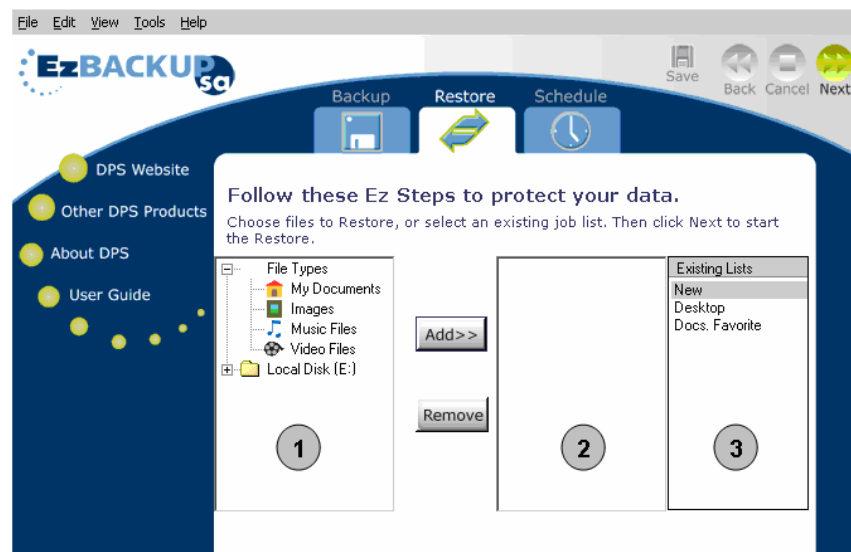 File Edit View Tools Help
EzBACKUP
sa
Save
Back Cancel Next
Backup Restore Schedule
DPS Website
Other DPS Products
About DPS
User Guide
Follow these Ez Steps to protect your data.
Choose files to Restore, or select an existing job list. Then click Next to start
the Restore.
File Types
My Documents
Images
Music Files
Video Files
Local Disk (E:)
1
Add>>
Remove
2
Existing Lists
New
Desktop
Docs. Favorite
3